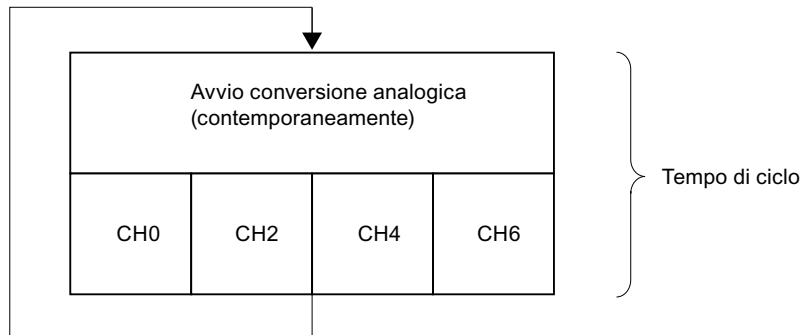 Avvio conversione analogica
(contemporaneamente)
Tempo di ciclo
CH0 CH2 CH4 CH6